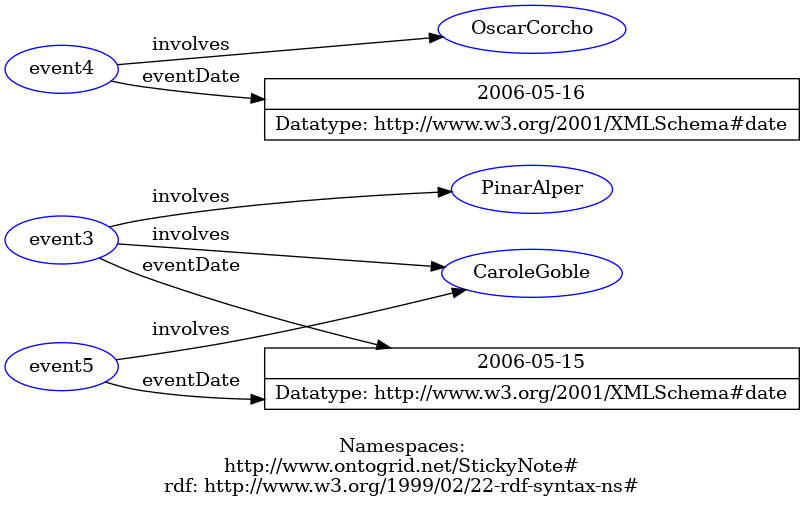 involves
OscarCorcho
event4
eventDate
2006-05-16
Datatype: http://www.w3.org/2001/XMLSchema#date
involves
PinarAlper
event3
involves
eventDate
CaroleGoble
involves
event5
eventDate
2006-05-15
Datatype: http://www.w3.org/2001/XMLSchema#date
Namespaces:
http://www.ontogrid.net/StickyNote#
rdf: http://www.w3.org/1999/02/22-rdf-syntax-ns#